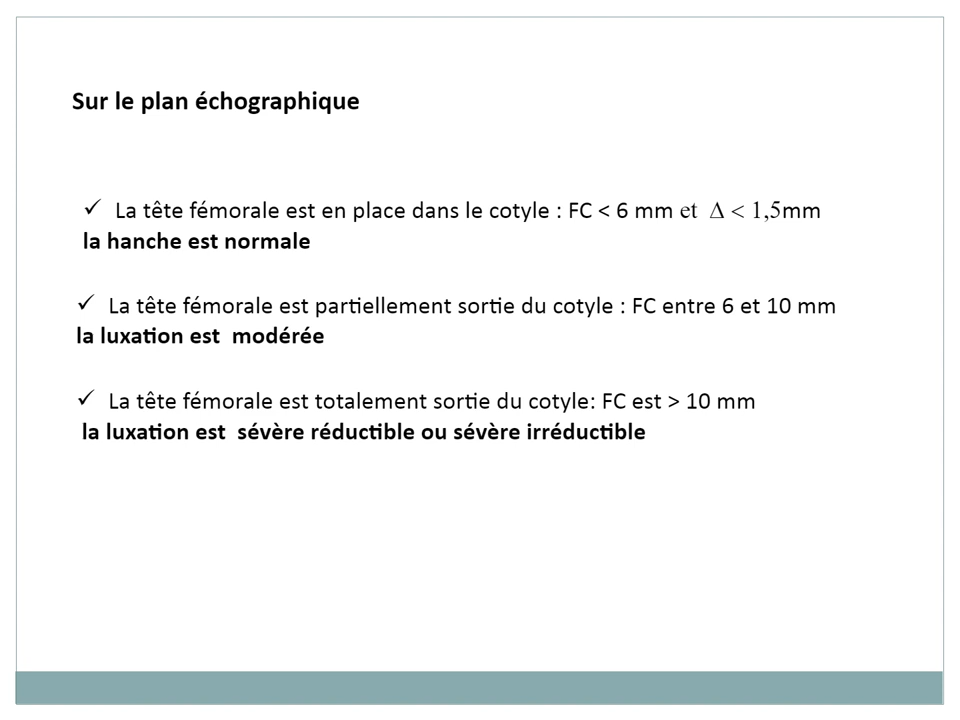 Sur le plan échographique
✓ La tête fémorale est en place dans le cotyle : FC < 6 mm et Δ < 1,5mm
la hanche est normale
✓ La tête fémorale est partiellement sortie du cotyle : FC entre 6 et 10 mm
la luxation est modérée
✓ La tête fémorale est totalement sortie du cotyle: FC est > 10 mm
la luxation est sévère réductible ou sévère irréductible